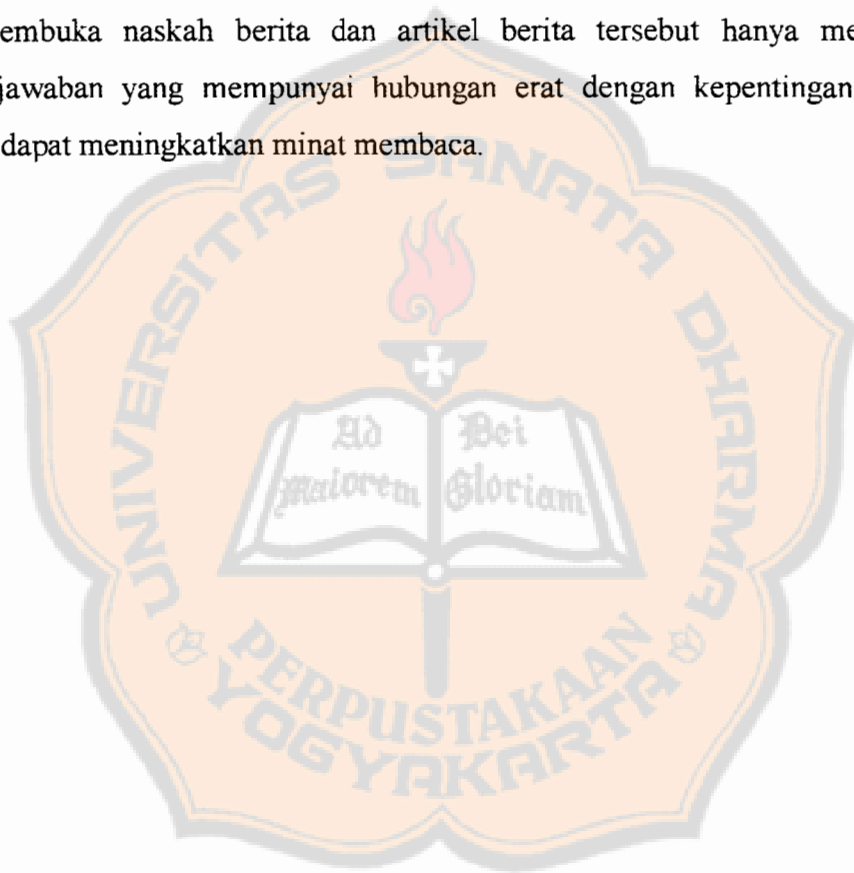 embuka naskah berita dan artikel berita tersebut hanya me
jawaban yang mempunyai hubungan erat dengan kepentingan
dapat meningkatkan minat membaca.
UNIVERSITAS SANATA DHARMA
Ad Dei
Maiorem Gloriam
PERPUSTAKAAN
YOGYAKARTA